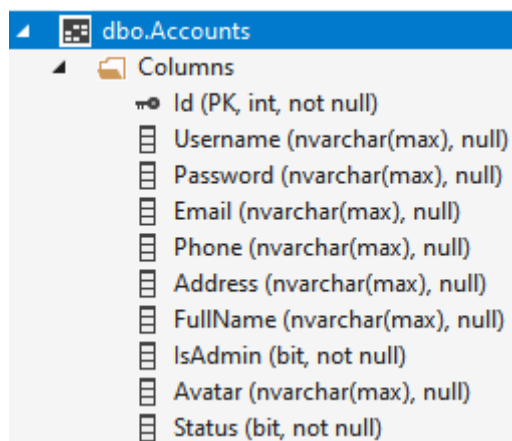 dbo.Accounts
Columns
Id (PK, int, not null)
Username (nvarchar(max), null)
Password (nvarchar(max), null)
Email (nvarchar(max), null)
Phone (nvarchar(max), null)
Address (nvarchar(max), null)
FullName (nvarchar(max), null)
IsAdmin (bit, not null)
Avatar (nvarchar(max), null)
Status (bit, not null)